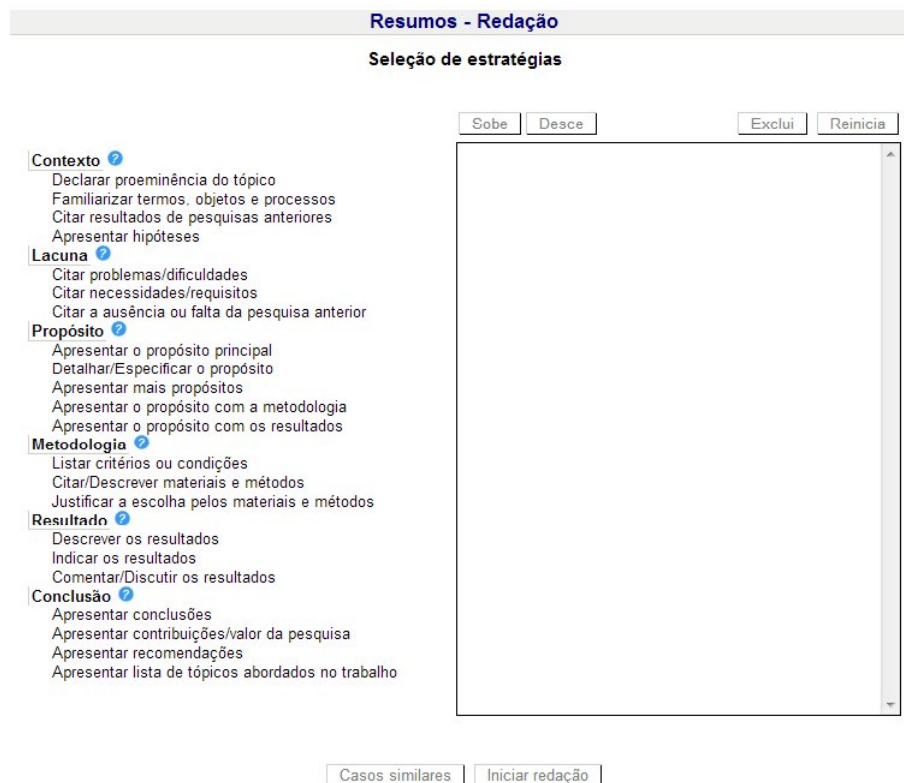 Resumos - Redação
Seleção de estratégias
Sobe Desce Exclui Reinicia
Contexto ?
Declarar proeminência do tópico
Familiarizar termos, objetos e processos
Citar resultados de pesquisas anteriores
Apresentar hipóteses
Lacuna ?
Citar problemas/dificuldades
Citar necessidades/requisitos
Citar a ausência ou falta da pesquisa anterior
Propósito ?
Apresentar o propósito principal
Detalhar/Especificar o propósito
Apresentar mais propósitos
Apresentar o propósito com a metodologia
Apresentar o propósito com os resultados
Metodologia ?
Listar critérios ou condições
Citar/Descrever materiais e métodos
Justificar a escolha pelos materiais e métodos
Resultado ?
Descrever os resultados
Indicar os resultados
Comentar/Discutir os resultados
Conclusão ?
Apresentar conclusões
Apresentar contribuições/valor da pesquisa
Apresentar recomendações
Apresentar lista de tópicos abordados no trabalho
Casos similares Iniciar redação